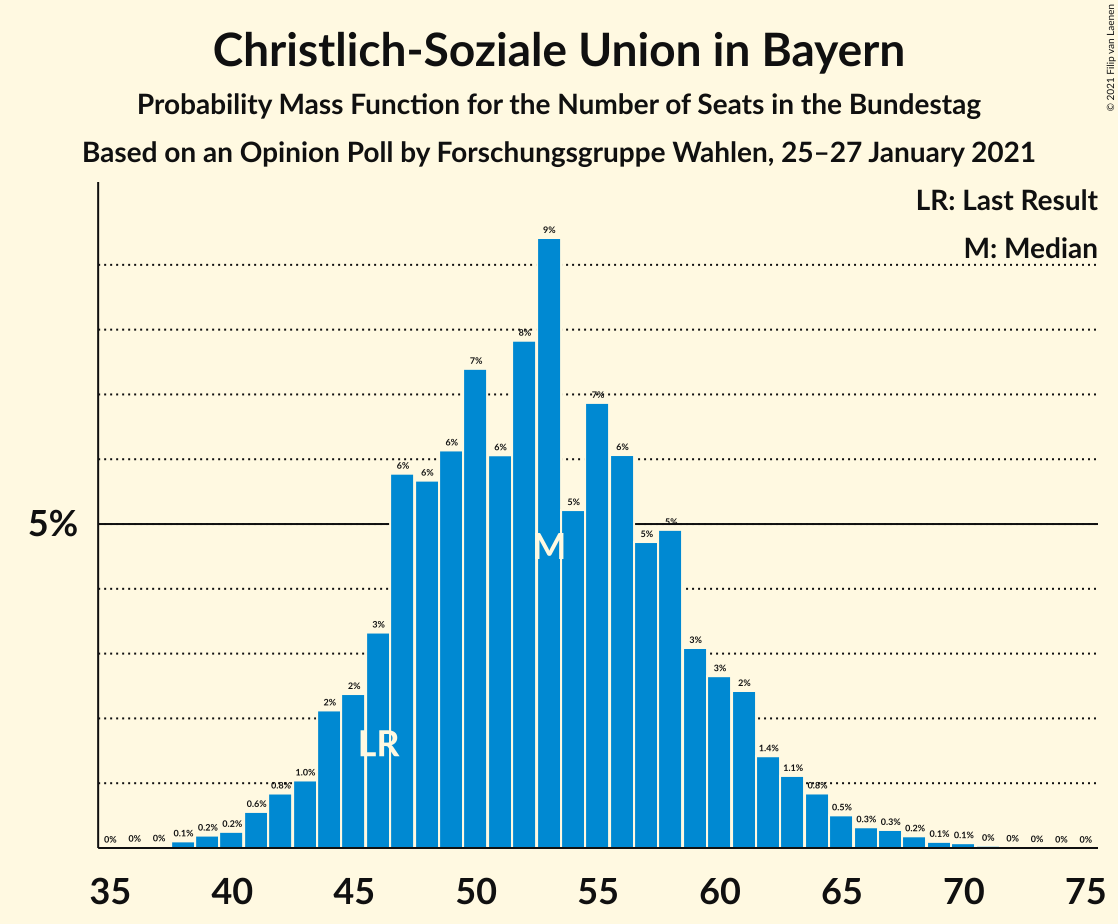 Christlich-Soziale Union in Bayern
Probability Mass Function for the Number of Seats in the Bundestag
Based on an Opinion Poll by Forschungsgruppe Wahlen, 25–27 January 2021
© 2021 Filip van Laenen
LR: Last Result
M: Median
5%
0% 0% 0% 0.1% 0.2% 0.2% 0.6% 0.8% 1.0% 2% 2% 3% 6% 6% 6% 7% 6% 8% 9% 5% 7% 6% 5% 5% 3% 3% 2% 1.4% 1.1% 0.8% 0.5% 0.3% 0.3% 0.2% 0.1% 0.1% 0% 0% 0% 0% 0%
M
LR
35 40 45 50 55 60 65 70 75